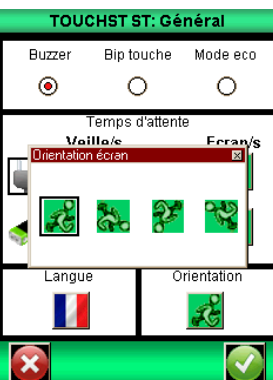 TOUCHST ST: Général
Buzzer Bip touche Mode eco
Temps d'attente
Veille/s Ecran/s
Orientation écran
Langue Orientation